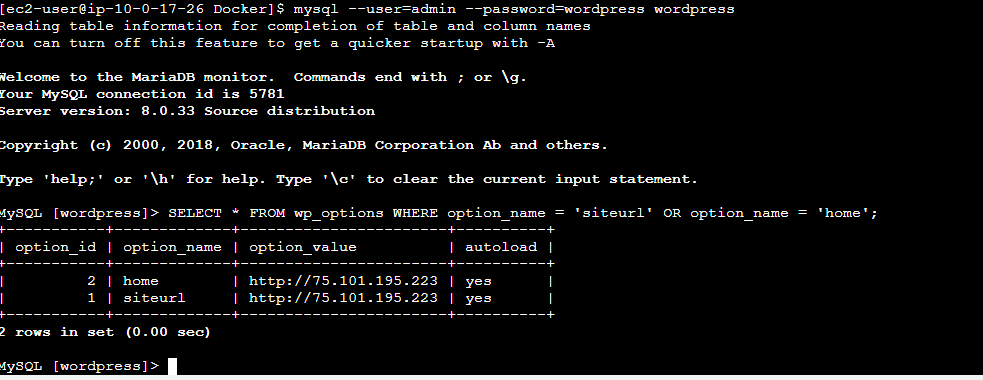 [ec2-user@ip-10-0-17-26 Docker]$ mysql --user=admin --password=wordpress wordpress
Reading table information for completion of table and column names
You can turn off this feature to get a quicker startup with -A
Welcome to the MariaDB monitor.  Commands end with ; or \g.
Your MySQL connection id is 5781
Server version: 8.0.33 Source distribution
Copyright (c) 2000, 2018, Oracle, MariaDB Corporation Ab and others.
Type 'help;' or '\h' for help. Type '\c' to clear the current input statement.
MySQL [wordpress]> SELECT * FROM wp_options WHERE option_name = 'siteurl' OR option_name = 'home';
+-----------+-------------+-----------------------+----------+
| option_id | option_name | option_value          | autoload |
+-----------+-------------+-----------------------+----------+
|         2 | home        | http://75.101.195.223 | yes      |
|         1 | siteurl     | http://75.101.195.223 | yes      |
+-----------+-------------+-----------------------+----------+
2 rows in set (0.00 sec)
MySQL [wordpress]>